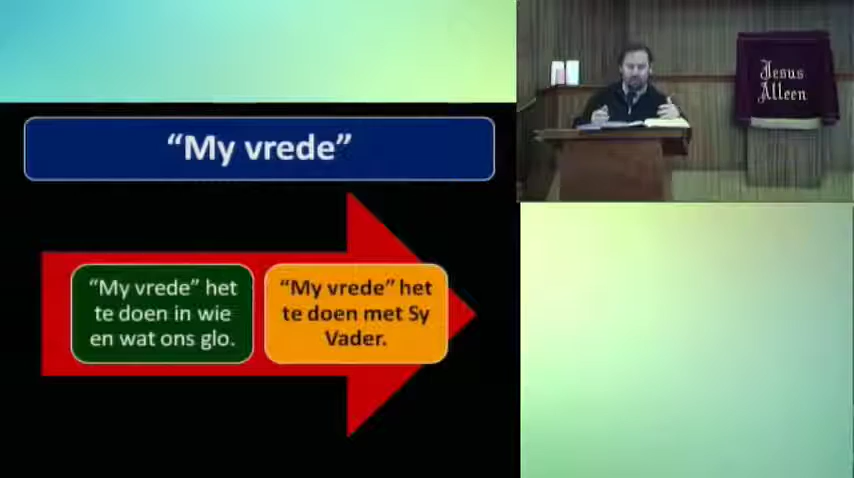 “My vrede”
“My vrede” het
te doen in wie
en wat ons glo.
“My vrede” het
te doen met Sy
Vader.
Jesus
Alleen